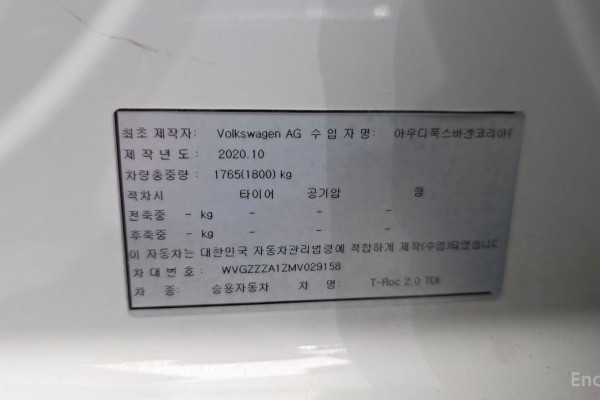 최초 제작자: Volkswagen AG 수 입 자 명: 아우디폭스바겐코리아(
제 작 년 도 : 2020.10
차량총중량 : 1765(1800) kg
적차시 타이어 공기압 형
전축중 - kg - - -
후축중 - kg - - -
이 자동차는 대한민국 자동차관리법령에 적합하게 제작(수입)되었습니다
차 대 번 호 : WVGZZZA1ZMV029158
차 종: 승용자동차 차 명: T-Roc 2.0 TDI
Enc